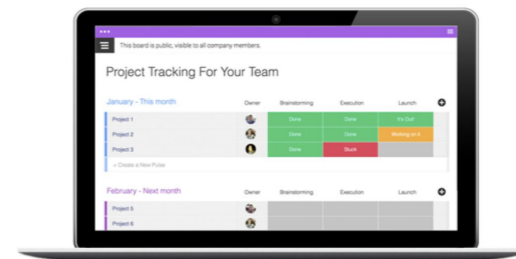 This board is public, visible to all company members.
Project Tracking For Your Team
January - This month Owner Brainstorming Execution Launch
Project 1 Done Done It's Out!
Project 2 Done Done Working on it
Project 3 Done Stuck
+ Create a New Pulse
February - Next month Owner Brainstorming Execution Launch
Project 5
Project 6